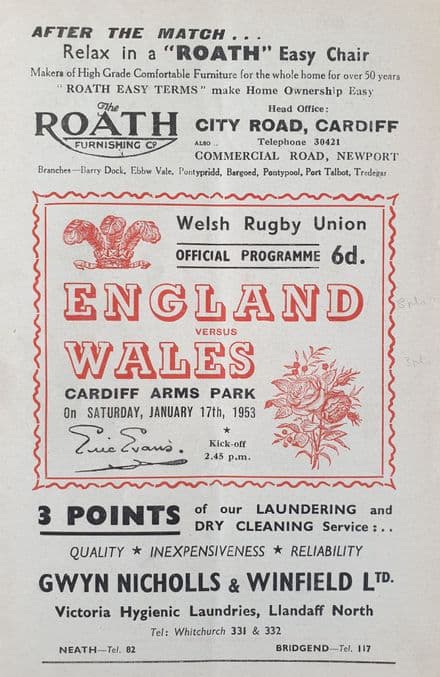 AFTER THE MATCH . . .
Relax in a "ROATH" Easy Chair
Makers of High Grade Comfortable Furniture for the whole home for over 50 years
"ROATH EASY TERMS" make Home Ownership Easy
The
ROATH
FURNISHING Co
Head Office:
CITY ROAD, CARDIFF
ALSO .. Telephone 30421
COMMERCIAL ROAD, NEWPORT
Branches—Barry Dock, Ebbw Vale, Pontypridd, Bargoed, Pontypool, Port Talbot, Tredegar
Welsh Rugby Union
OFFICIAL PROGRAMME 6d.
ENGLAND
VERSUS
WALES
CARDIFF ARMS PARK
On SATURDAY, JANUARY 17th, 1953
Eric Evans.
★
Kick-off
2.45 p.m.
3 POINTS of our LAUNDERING and
DRY CLEANING Service : . .
QUALITY ★ INEXPENSIVENESS ★ RELIABILITY
GWYN NICHOLLS & WINFIELD LTD.
Victoria Hygienic Laundries, Llandaff North
Tel: Whitchurch 331 & 332
NEATH—Tel. 82 BRIDGEND—Tel. 117